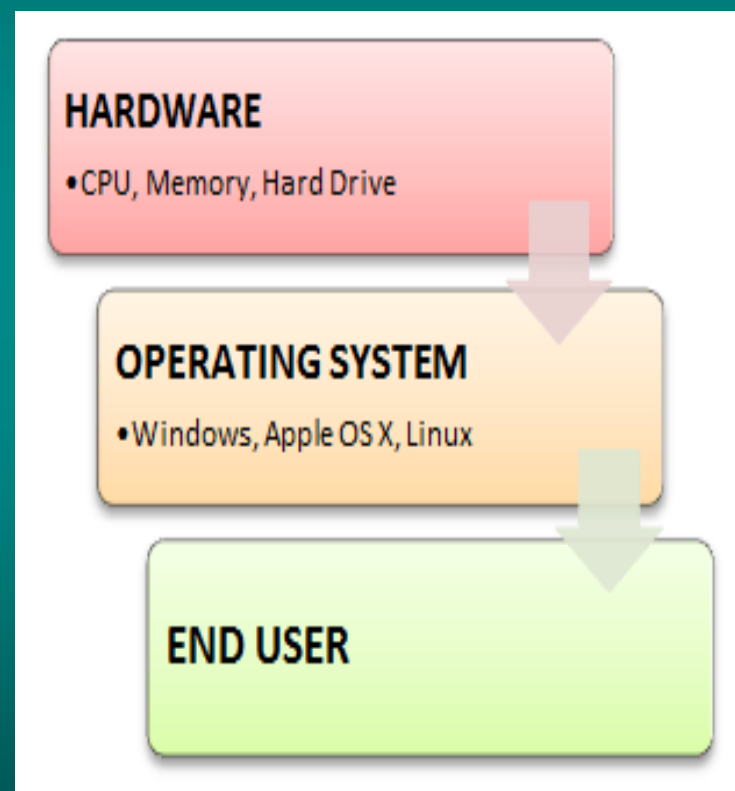 HARDWARE
•CPU, Memory, Hard Drive
OPERATING SYSTEM
•Windows, Apple OS X, Linux
END USER